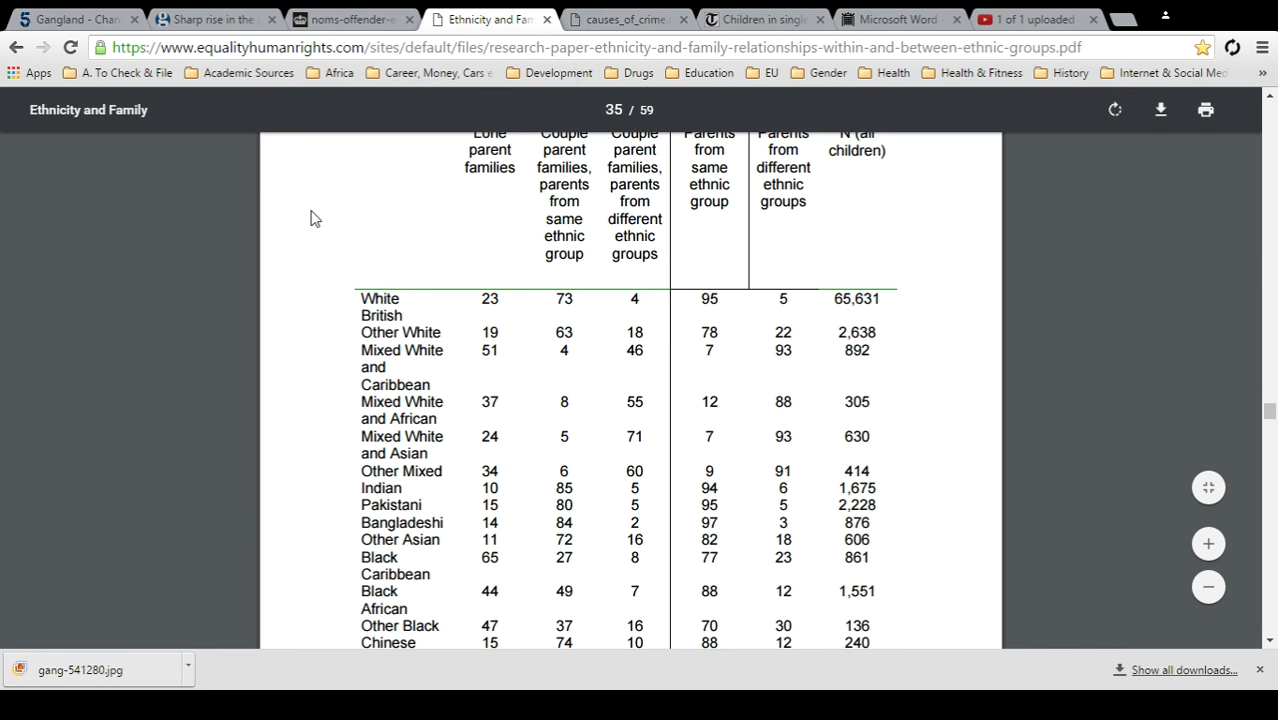 Gangland - Chan
Sharp rise in the
noms-offender-e
Ethnicity and Fam
causes_of_crime.
Children in single
Microsoft Word
1 of 1 uploaded
https://www.equalityhumanrights.com/sites/default/files/research-paper-ethnicity-and-family-relationships-within-and-between-ethnic-groups.pdf
Apps A. To Check & File Academic Sources Africa Career, Money, Cars e Development Drugs Education EU Gender Health Health & Fitness History Internet & Social Med »
Ethnicity and Family 35 / 59
Lone Couple Couple Parents Parents N (all
parent parent parent from from children)
families families, families, same different
parents parents ethnic ethnic
from from group groups
same different
ethnic ethnic
group groups
White 23 73 4 95 5 65,631
British
Other White 19 63 18 78 22 2,638
Mixed White 51 4 46 7 93 892
and
Caribbean
Mixed White 37 8 55 12 88 305
and African
Mixed White 24 5 71 7 93 630
and Asian
Other Mixed 34 6 60 9 91 414
Indian 10 85 5 94 6 1,675
Pakistani 15 80 5 95 5 2,228
Bangladeshi 14 84 2 97 3 876
Other Asian 11 72 16 82 18 606
Black 65 27 8 77 23 861
Caribbean
Black 44 49 7 88 12 1,551
African
Other Black 47 37 16 70 30 136
Chinese 15 74 10 88 12 240
gang-541280.jpg
Show all downloads...